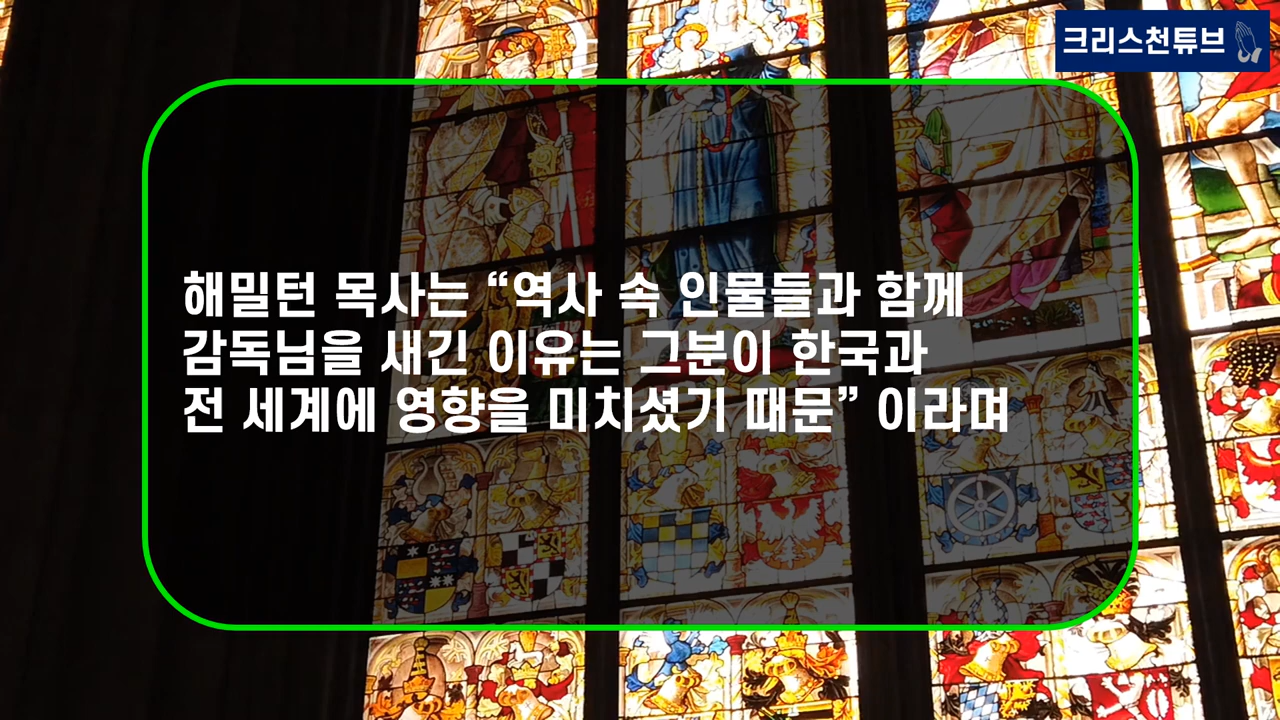 크리스천튜브
해밀턴 목사는 “역사 속 인물들과 함께
감독님을 새긴 이유는 그분이 한국과
전 세계에 영향을 미치셨기 때문” 이라며